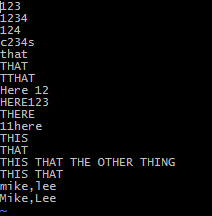 123
1234
124
c234s
that
THAT
TTHAT
Here 12
HERE123
THERE
11here
THIS
THAT
THIS THAT THE OTHER THING
THIS THAT
mike,lee
Mike,Lee
~